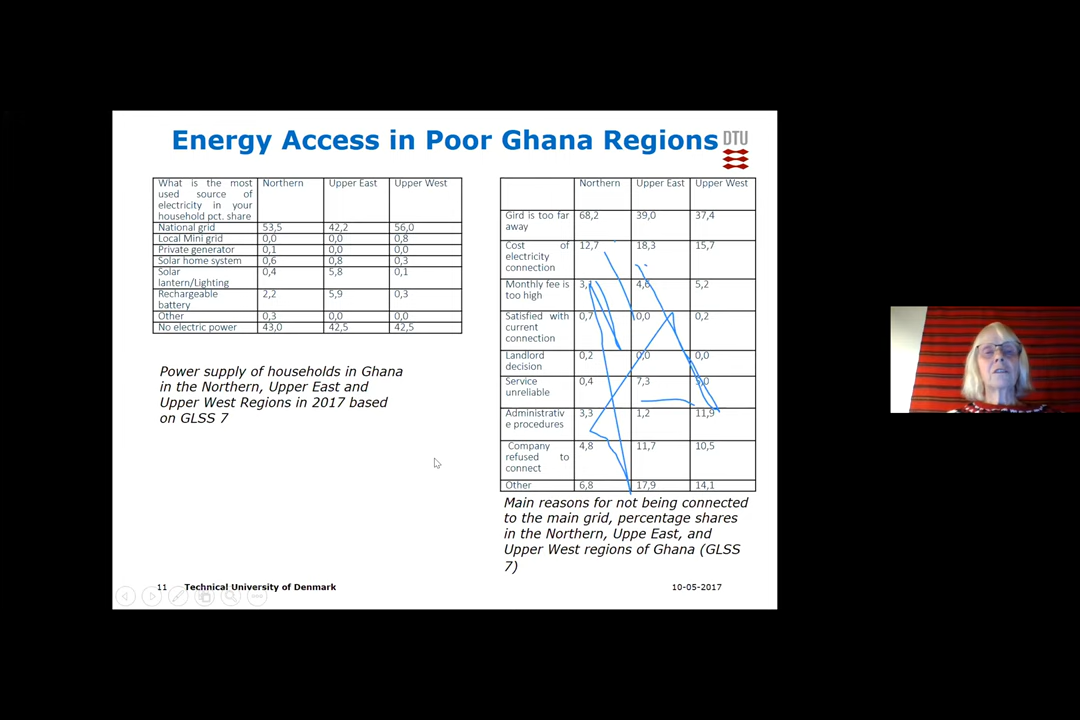 Energy Access in Poor Ghana Regions
DTU
What is the most Northern Upper East Upper West
used source of
electricity in your
household pct. share
National grid 53,5 42,2 56,0
Local Mini grid 0,0 0,0 0,8
Private generator 0,1 0,0 0,0
Solar home system 0,6 0,8 0,3
Solar 0,4 5,8 0,1
lantern/Lighting
Rechargeable 2,2 5,9 0,3
battery
Other 0,3 0,0 0,0
No electric power 43,0 42,5 42,5
Power supply of households in Ghana
in the Northern, Upper East and
Upper West Regions in 2017 based
on GLSS 7
Northern Upper East Upper West
Gird is too far 68,2 39,0 37,4
away
Cost of 12,7 18,3 15,7
electricity
connection
Monthly fee is 4,6 5,2
too high
Satisfied with 0,7 0,0 0,2
current
connection
Landlord 0,2 0,0 0,0
decision
Service 0,4 7,3
unreliable
Administrativ 3,3 1,2 11,9
e procedures
Company 4,8 11,7 10,5
refused to
connect
Other 6,8 17,9 14,1
Main reasons for not being connected
to the main grid, percentage shares
in the Northern, Uppe East, and
Upper West regions of Ghana (GLSS
7)
11 Technical University of Denmark 10-05-2017